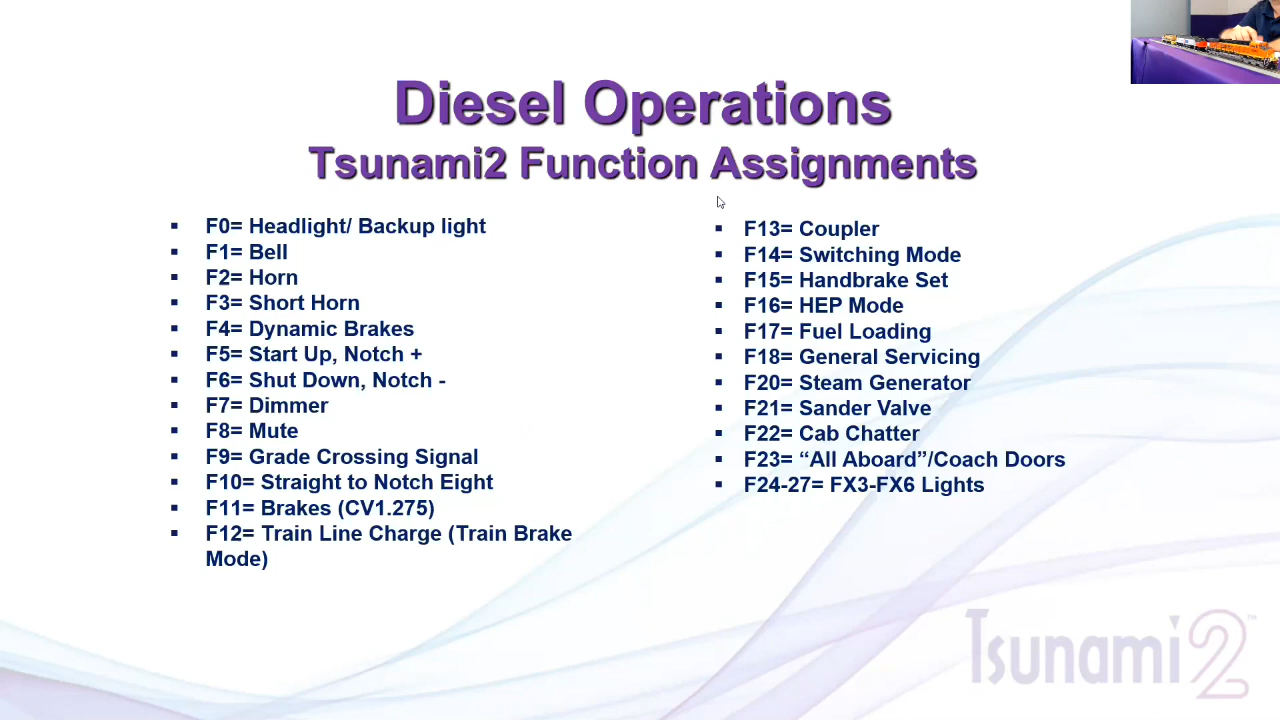 Diesel Operations
Tsunami2 Function Assignments
F0= Headlight/ Backup light
F1= Bell
F2= Horn
F3= Short Horn
F4= Dynamic Brakes
F5= Start Up, Notch +
F6= Shut Down, Notch -
F7= Dimmer
F8= Mute
F9= Grade Crossing Signal
F10= Straight to Notch Eight
F11= Brakes (CV1.275)
F12= Train Line Charge (Train Brake
Mode)
F13= Coupler
F14= Switching Mode
F15= Handbrake Set
F16= HEP Mode
F17= Fuel Loading
F18= General Servicing
F20= Steam Generator
F21= Sander Valve
F22= Cab Chatter
F23= “All Aboard”/Coach Doors
F24-27= FX3-FX6 Lights
Tsunami2™